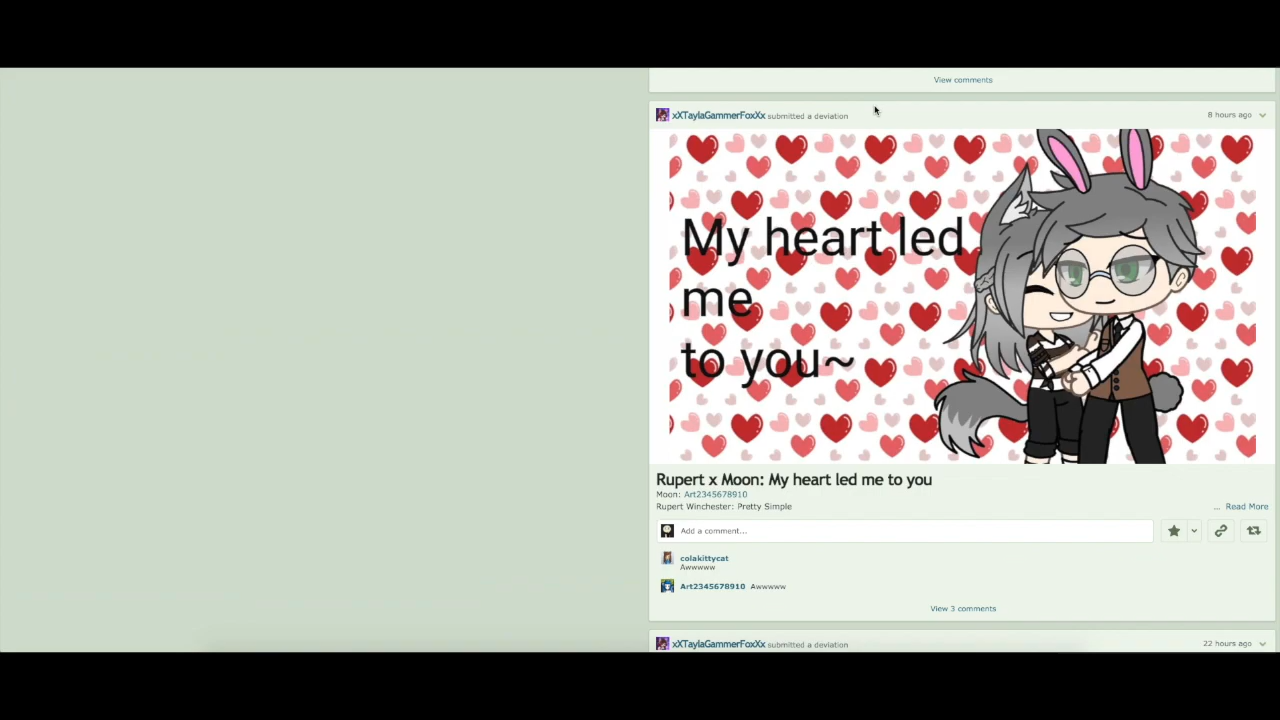 View comments
xXTaylaGammerFoxXx submitted a deviation
8 hours ago
My heart led
me
to you~
Rupert x Moon: My heart led me to you
Moon: Art2345678910
Rupert Winchester: Pretty Simple
... Read More
Add a comment...
colakittycat
Awwwww
Art2345678910 Awwwww
View 3 comments
xXTaylaGammerFoxXx submitted a deviation
22 hours ago